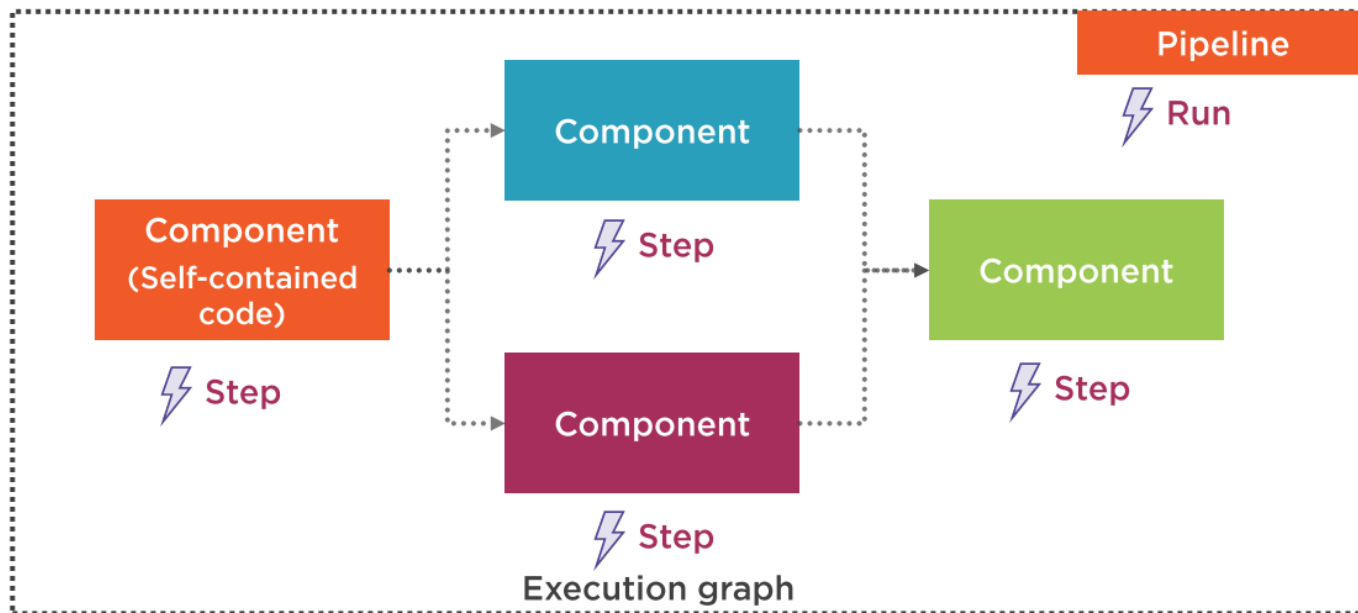 Pipeline
Run
Component
Step
Component
(Self-contained
code)
Step
Component
Step
Component
Step
Execution graph